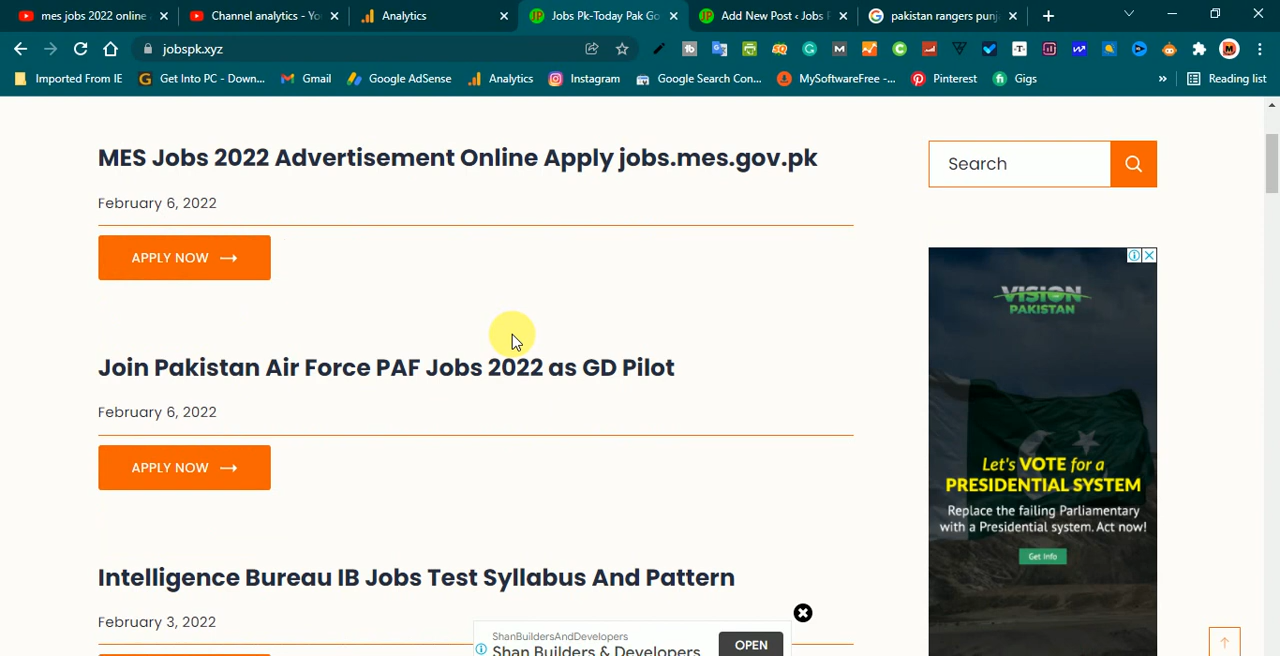 mes jobs 2022 online
Channel analytics - Yo
Analytics
Jobs Pk-Today Pak Go
Add New Post ‹ Jobs P
pakistan rangers punj
jobspk.xyz
Imported From IE
Get Into PC - Down...
Gmail
Google AdSense
Analytics
Instagram
Google Search Con...
MySoftwareFree -...
Pinterest
Gigs
»
Reading list
MES Jobs 2022 Advertisement Online Apply jobs.mes.gov.pk
February 6, 2022
APPLY NOW →
Join Pakistan Air Force PAF Jobs 2022 as GD Pilot
February 6, 2022
APPLY NOW →
Intelligence Bureau IB Jobs Test Syllabus And Pattern
February 3, 2022
Search
VISION
PAKISTAN
Let's VOTE for a
PRESIDENTIAL SYSTEM
Replace the failing Parliamentary
with a Presidential system. Act now!
Get Info
ShanBuildersAndDevelopers
Shan Builders & Developers
OPEN